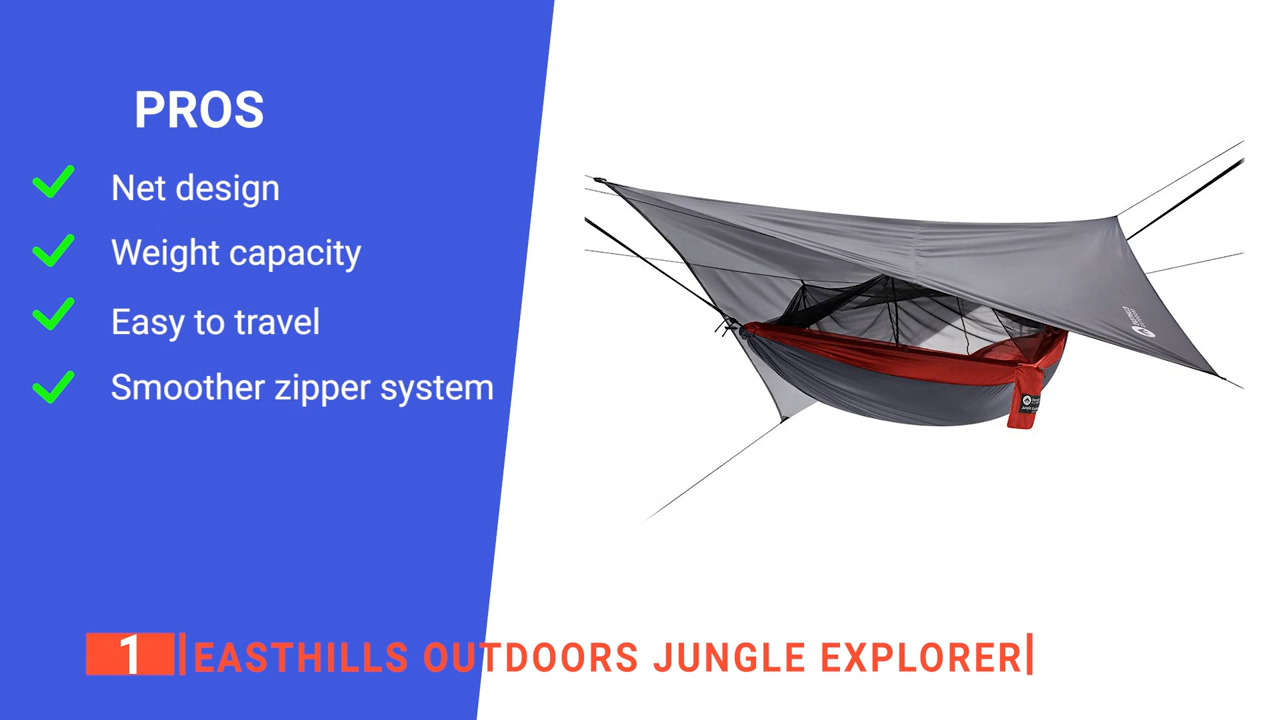 PROS
Net design
Weight capacity
Easy to travel
Smoother zipper system
1 EASTHILLS OUTDOORS JUNGLE EXPLORER